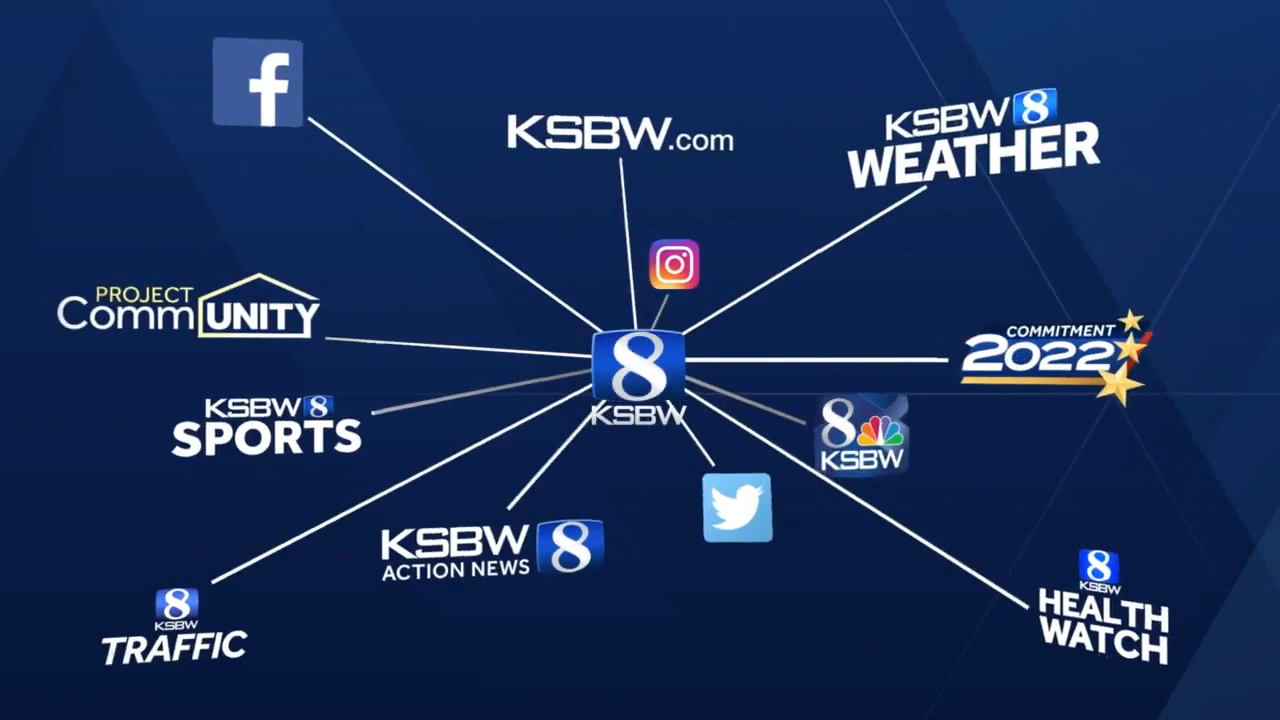 f
KSBW.com
KSBW 8
WEATHER
PROJECT
CommUNITY
COMMITMENT
2022
8
KSBW
KSBW 8
SPORTS
8
KSBW
KSBW 8
ACTION NEWS
8
KSBW
HEALTH
WATCH
8
KSBW
TRAFFIC